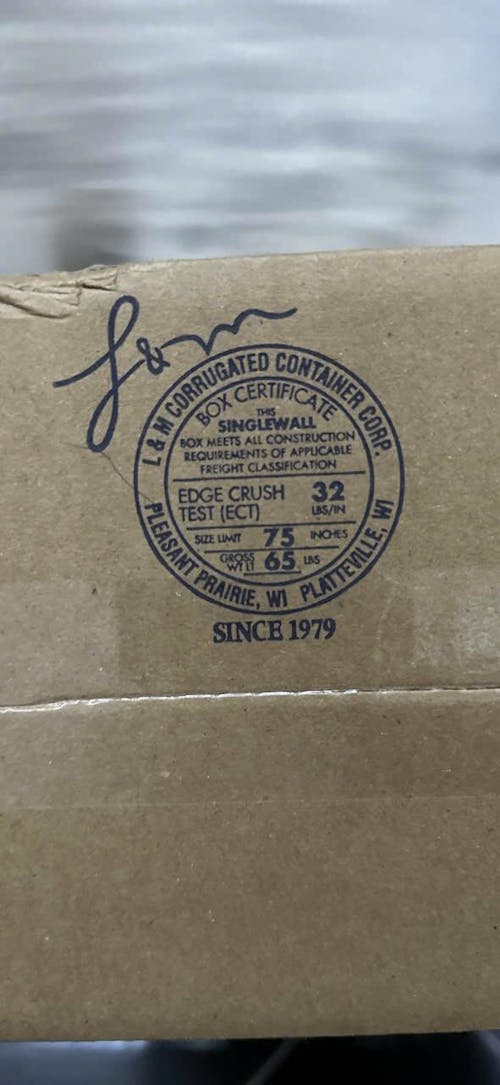 L&M
L & M CORRUGATED CONTAINER CORP.
BOX CERTIFICATE
THIS
SINGLEWALL
BOX MEETS ALL CONSTRUCTION
REQUIREMENTS OF APPLICABLE
FREIGHT CLASSIFICATION
EDGE CRUSH TEST (ECT) 32 LBS/IN
SIZE LIMIT 75 INCHES
GROSS WT LT 65 LBS
PLEASANT PRAIRIE, WI PLATTEVILLE, WI
SINCE 1979